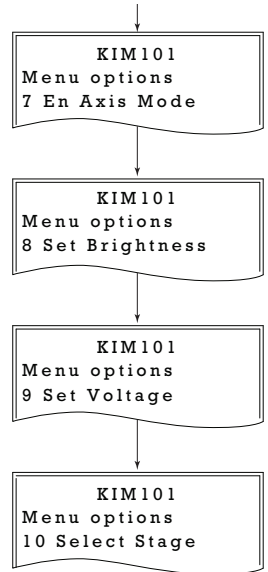 KIM101
Menu options
7 En Axis Mode
KIM101
Menu options
8 Set Brightness
KIM101
Menu options
9 Set Voltage
KIM101
Menu options
10 Select Stage